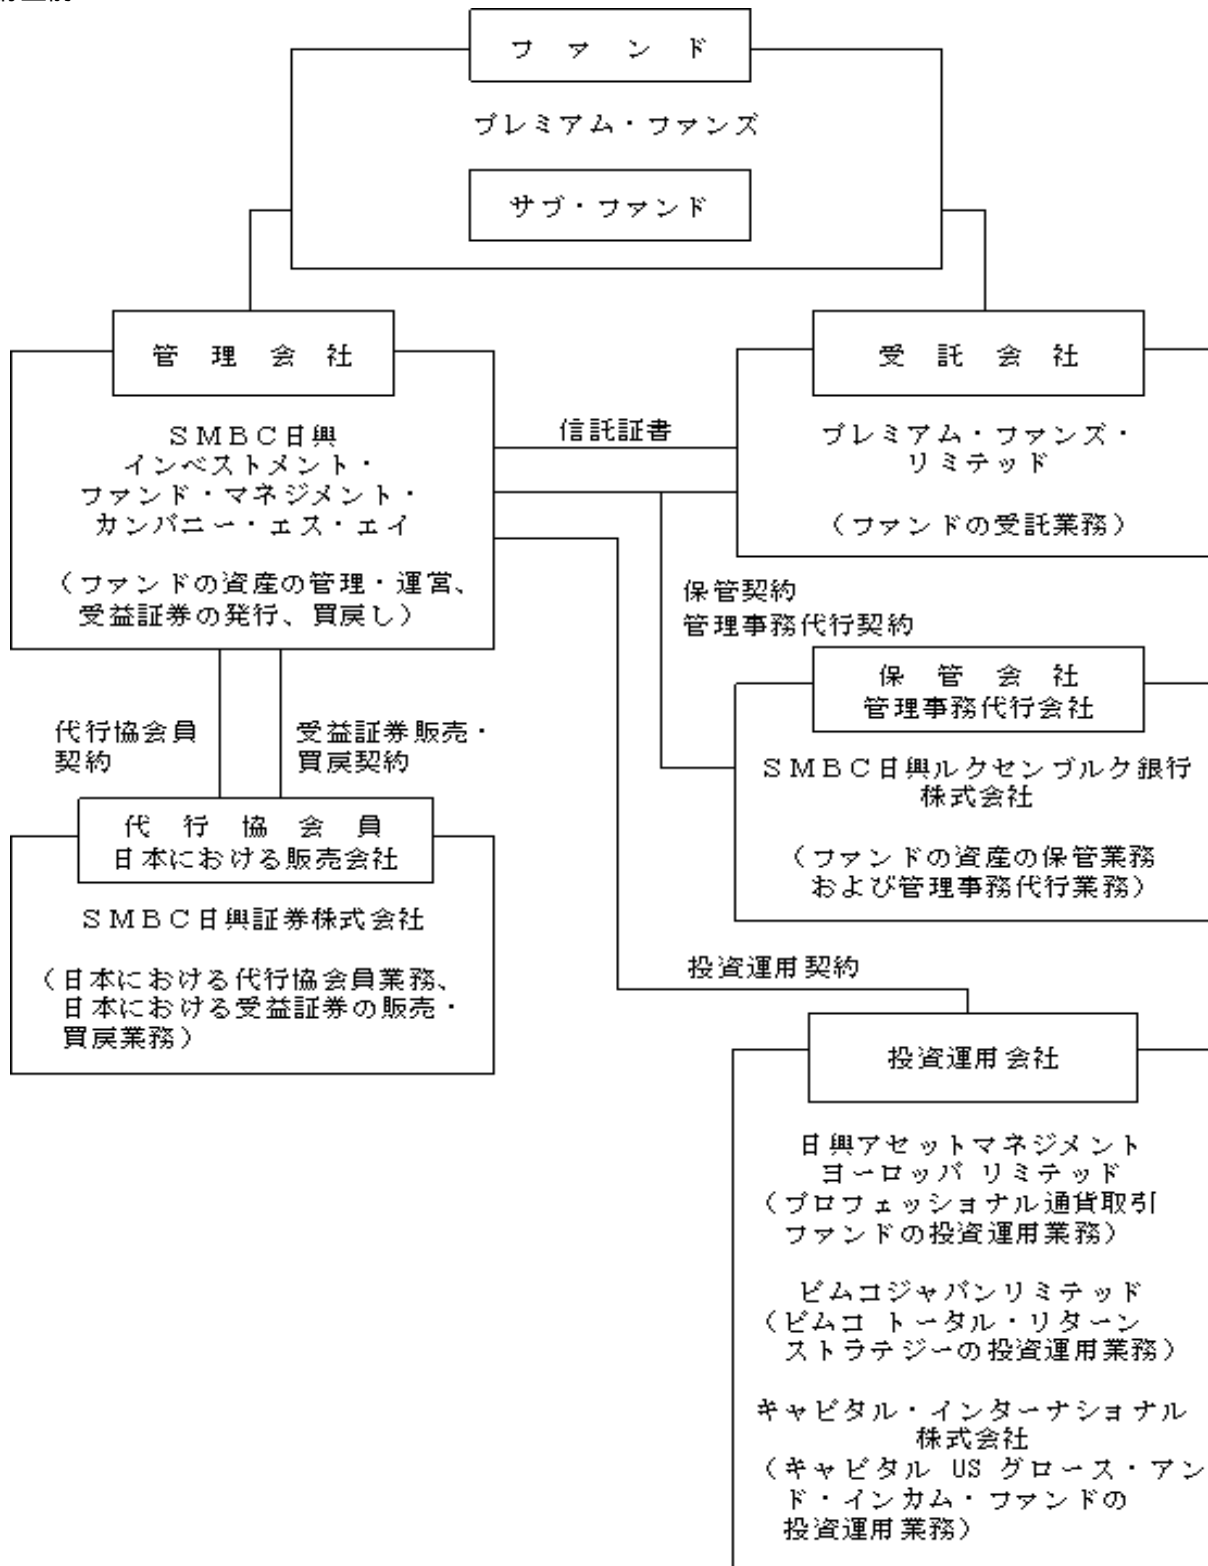 フ ァ ン ド
プレミアム・ファンズ
サブ・ファンド
管 理 会 社
ＳＭＢＣ日興
インベストメント・
ファンド・マネジメント・
カンパニー・エス・エイ
（ファンドの資産の管理・運営、
受益証券の発行、買戻し）
信託証書
受 託 会 社
プレミアム・ファンズ・
リミテッド
（ファンドの受託業務）
保管契約
管理事務代行契約
保 管 会 社
管理事務代行会社
ＳＭＢＣ日興ルクセンブルク銀行
株式会社
（ファンドの資産の保管業務
および管理事務代行業務）
代行協会員
契約
受益証券販売・
買戻契約
代 行 協 会 員
日本における販売会社
ＳＭＢＣ日興証券株式会社
（日本における代行協会員業務、
日本における受益証券の販売・
買戻業務）
投資運用契約
投資運用会社
日興アセットマネジメント
ヨーロッパ リミテッド
（プロフェッショナル通貨取引
ファンドの投資運用業務）
ピムコジャパンリミテッド
（ピムコ トータル・リターン
ストラテジーの投資運用業務）
キャピタル・インターナショナル
株式会社
（キャピタル US グロース・アン
ド・インカム・ファンドの
投資運用業務）